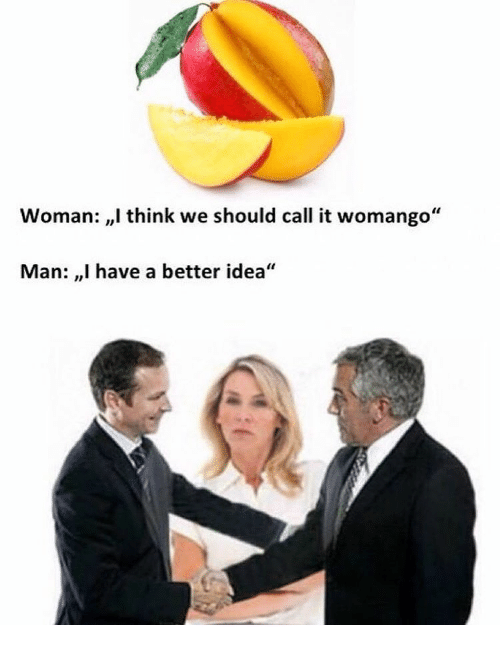 Woman: „I think we should call it womango“
Man: „I have a better idea“